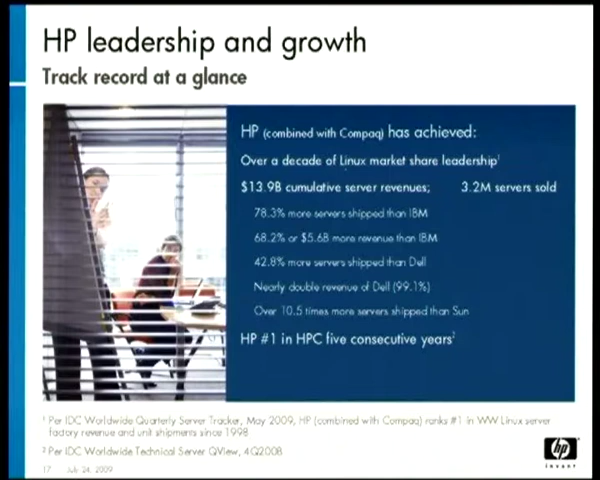 HP leadership and growth
Track record at a glance
HP (combined with Compaq) has achieved:
Over a decade of Linux market share leadership¹
$13.9B cumulative server revenues; 3.2M servers sold
78.3% more servers shipped than IBM
68.2% or $5.6B more revenue than IBM
42.8% more servers shipped than Dell
Nearly double revenue of Dell (99.1%)
Over 10.5 times more servers shipped than Sun
HP #1 in HPC five consecutive years²
¹ Per IDC Worldwide Quarterly Server Tracker, May 2009, HP (combined with Compaq) ranks #1 in WW Linux server
factory revenue and unit shipments since 1998
² Per IDC Worldwide Technical Server QView, 4Q2008
17 July 24, 2009
hp
invent